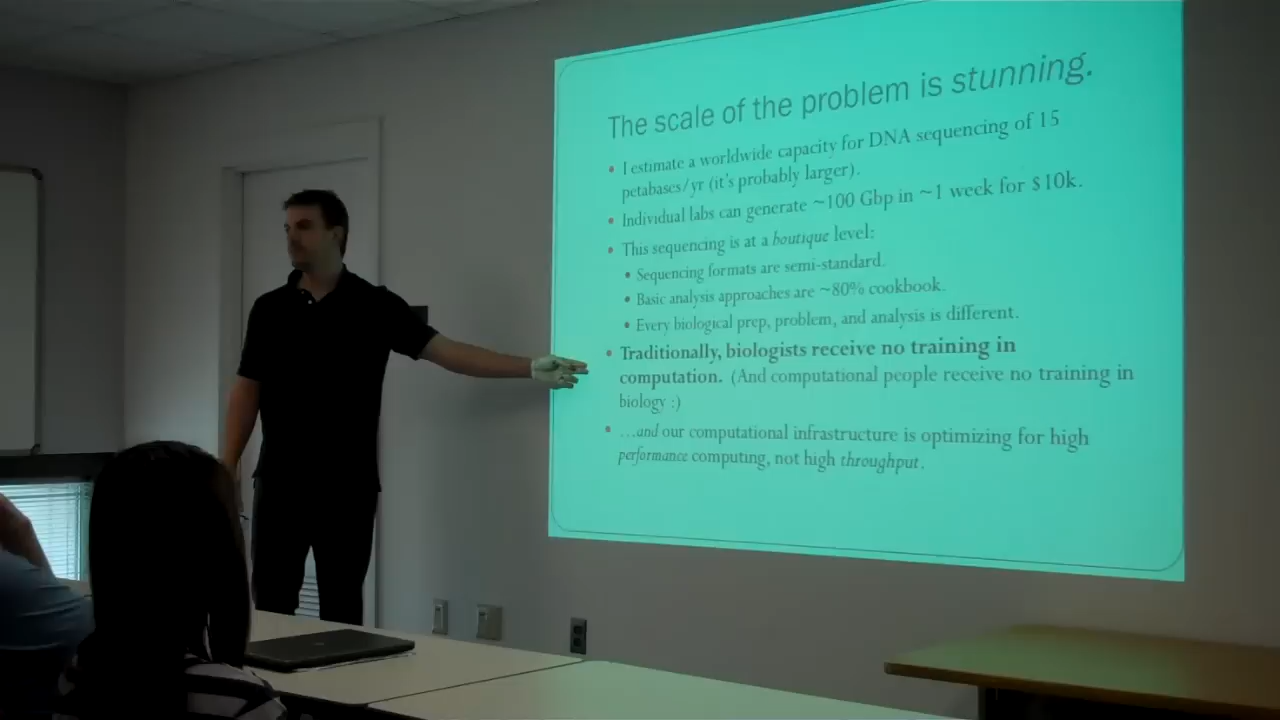 The scale of the problem is stunning.
• I estimate a worldwide capacity for DNA sequencing of 15
petabases/yr (it's probably larger).
• Individual labs can generate ~100 Gbp in ~1 week for $10k.
• This sequencing is at a boutique level:
• Sequencing formats are semi-standard.
• Basic analysis approaches are ~80% cookbook.
• Every biological prep, problem, and analysis is different.
• Traditionally, biologists receive no training in
computation. (And computational people receive no training in
biology :)
• …and our computational infrastructure is optimizing for high
performance computing, not high throughput.